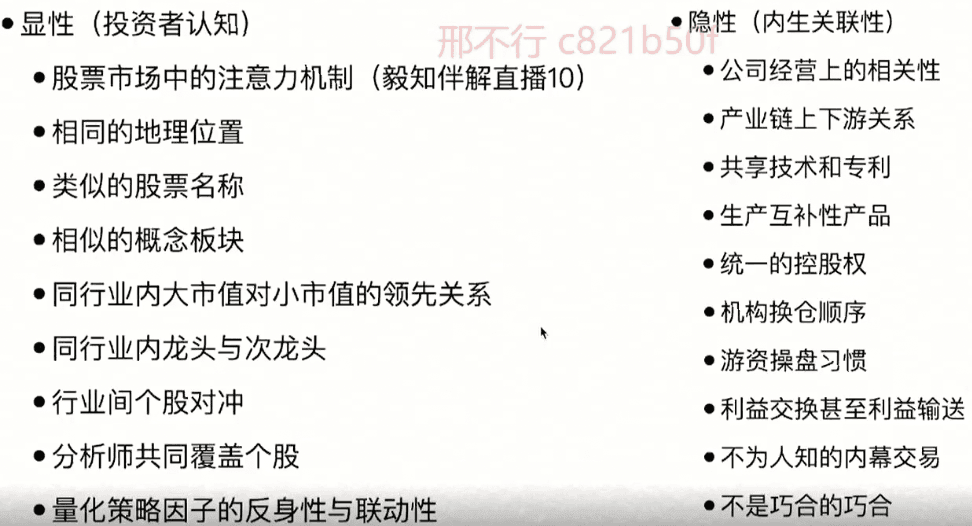 显性（投资者认知）
股票市场中的注意力机制（毅知伴解直播10）
相同的地理位置
类似的股票名称
相似的概念板块
同行业内大市值对小市值的领先关系
同行业内龙头与次龙头
行业间个股对冲
分析师共同覆盖个股
量化策略因子的反身性与联动性
邢不行 c821b50f
隐性（内生关联性）
公司经营上的相关性
产业链上下游关系
共享技术和专利
生产互补性产品
统一的控股权
机构换仓顺序
游资操盘习惯
利益交换甚至利益输送
不为人知的内幕交易
不是巧合的巧合